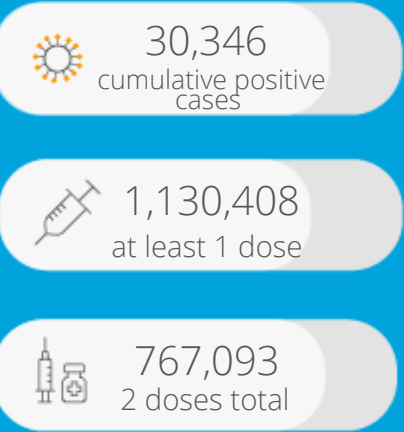 30,346
cumulative positive
cases
1,130,408
at least 1 dose
767,093
2 doses total